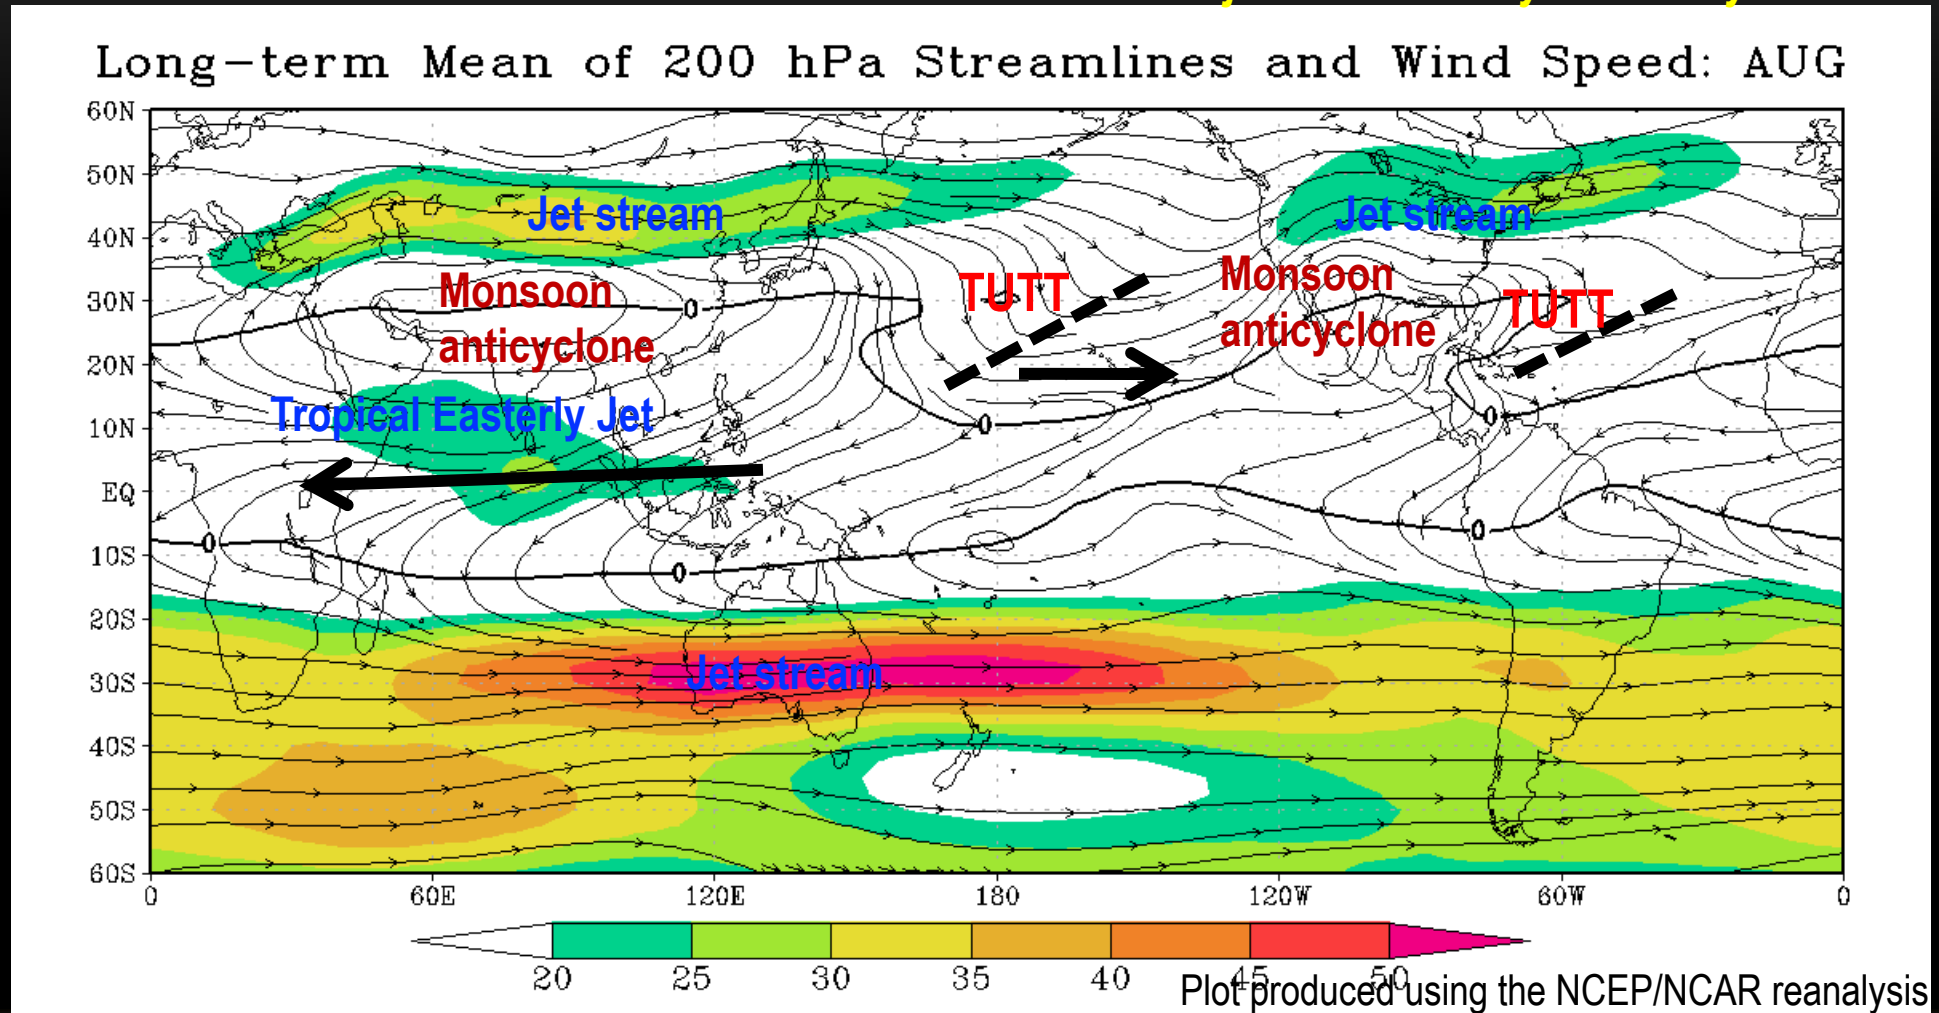 Long-term Mean of 200 hPa Streamlines and Wind Speed: AUG
60N
50N
Jet stream
Jet stream
40N
Monsoon
anticyclone
TUTT
Monsoon
anticyclone
TUTT
30N
0
20N
Tropical Easterly Jet
10N
0
0
EQ
0
0
10S
0
20S
Jet stream
30S
40S
50S
60S
0 60E 120E 180 120W 60W 0
20 25 30 35 40 45 50
Plot produced using the NCEP/NCAR reanalysis